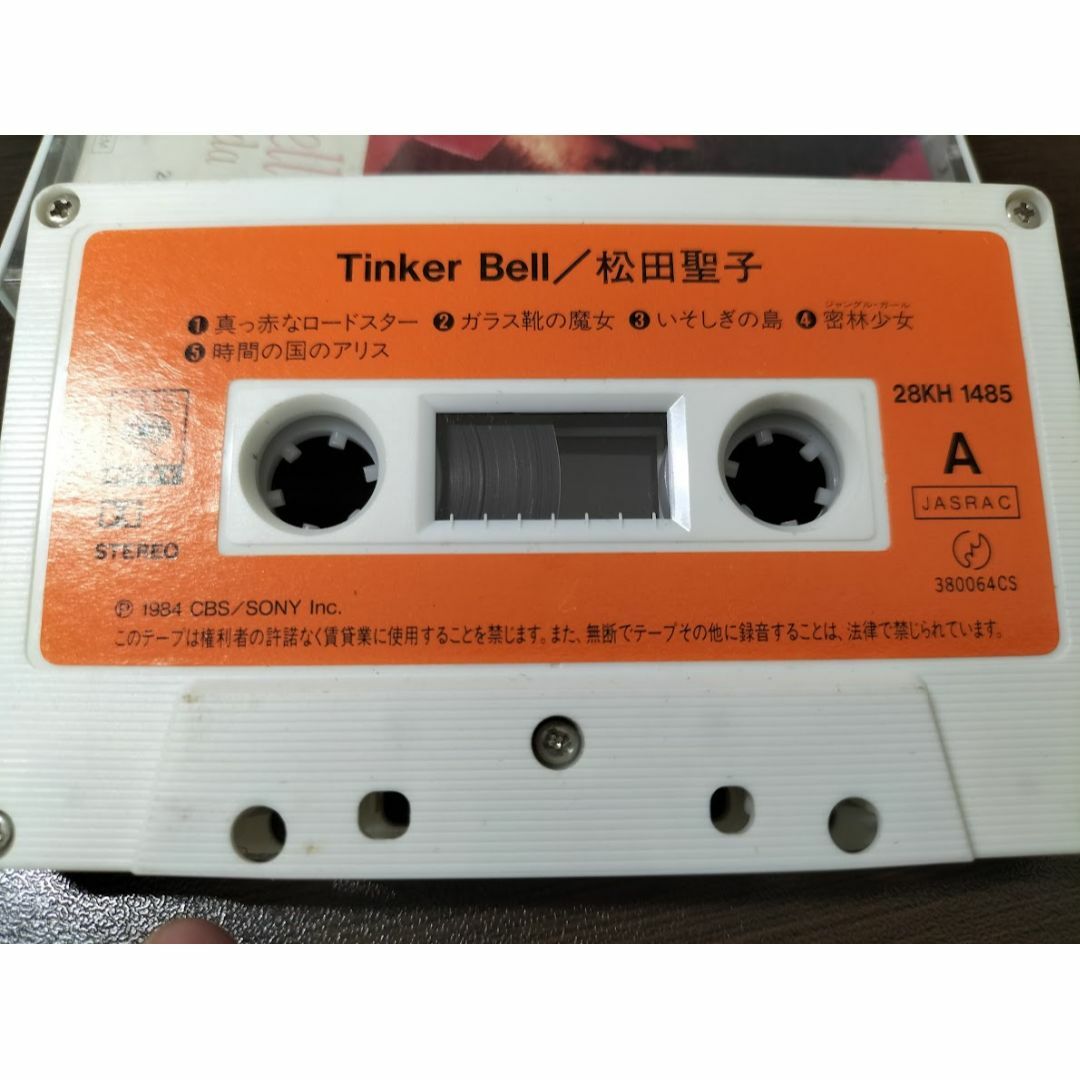 ell
da
Tinker Bell／松田聖子
❶真っ赤なロードスター ❷ガラス靴の魔女 ❸いそしぎの島 ❹密林少女
ジャングル・ガール
❺時間の国のアリス
28KH 1485
A
JASRAC
380064CS
STEREO
Ⓟ 1984 CBS/SONY Inc.
このテープは権利者の許諾なく賃貸業に使用することを禁じます。また、無断でテープその他に録音することは、法律で禁じられています。